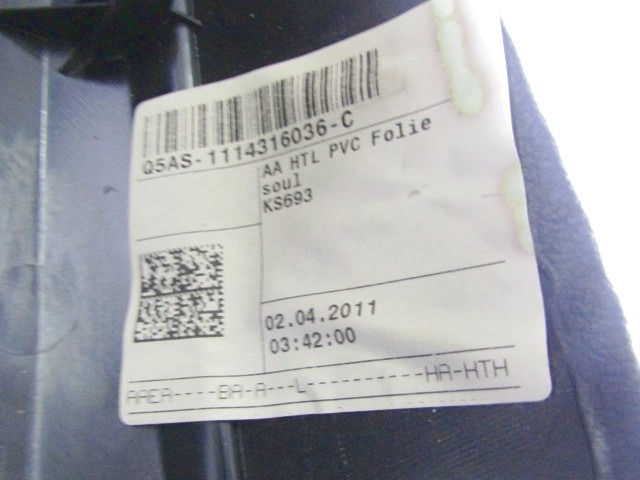 Q5AS-1114316036-C
AA HTL PVC Folie
soul
KS693
02.04.2011
03:42:00
AAEA----BA-A---L----------HA-HTH